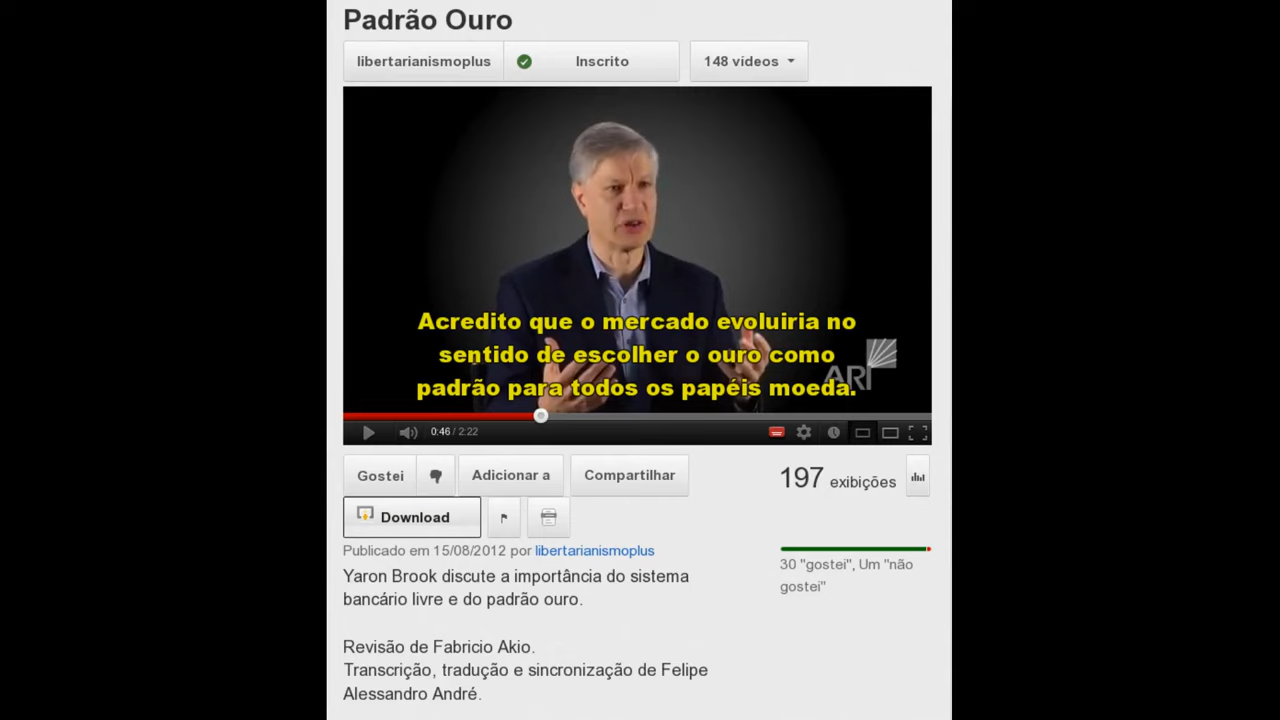 Padrão Ouro
libertarianismoplus
Inscrito
148 vídeos
Acredito que o mercado evoluiria no
sentido de escolher o ouro como
padrão para todos os papéis moeda.
ARI
0:46 / 2:22
Gostei
Adicionar a
Compartilhar
197 exibições
Download
Publicado em 15/08/2012 por libertarianismoplus
30 "gostei", Um "não
gostei"
Yaron Brook discute a importância do sistema
bancário livre e do padrão ouro.
Revisão de Fabricio Akio.
Transcrição, tradução e sincronização de Felipe
Alessandro André.